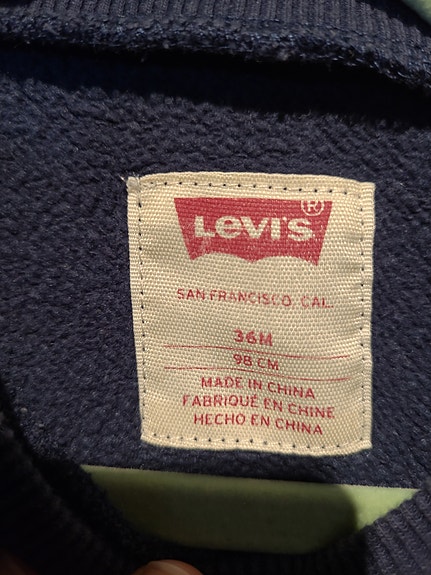 Levi's®
SAN FRANCISCO CAL.
36M
98 CM
MADE IN CHINA
FABRIQUÉ EN CHINE
HECHO EN CHINA